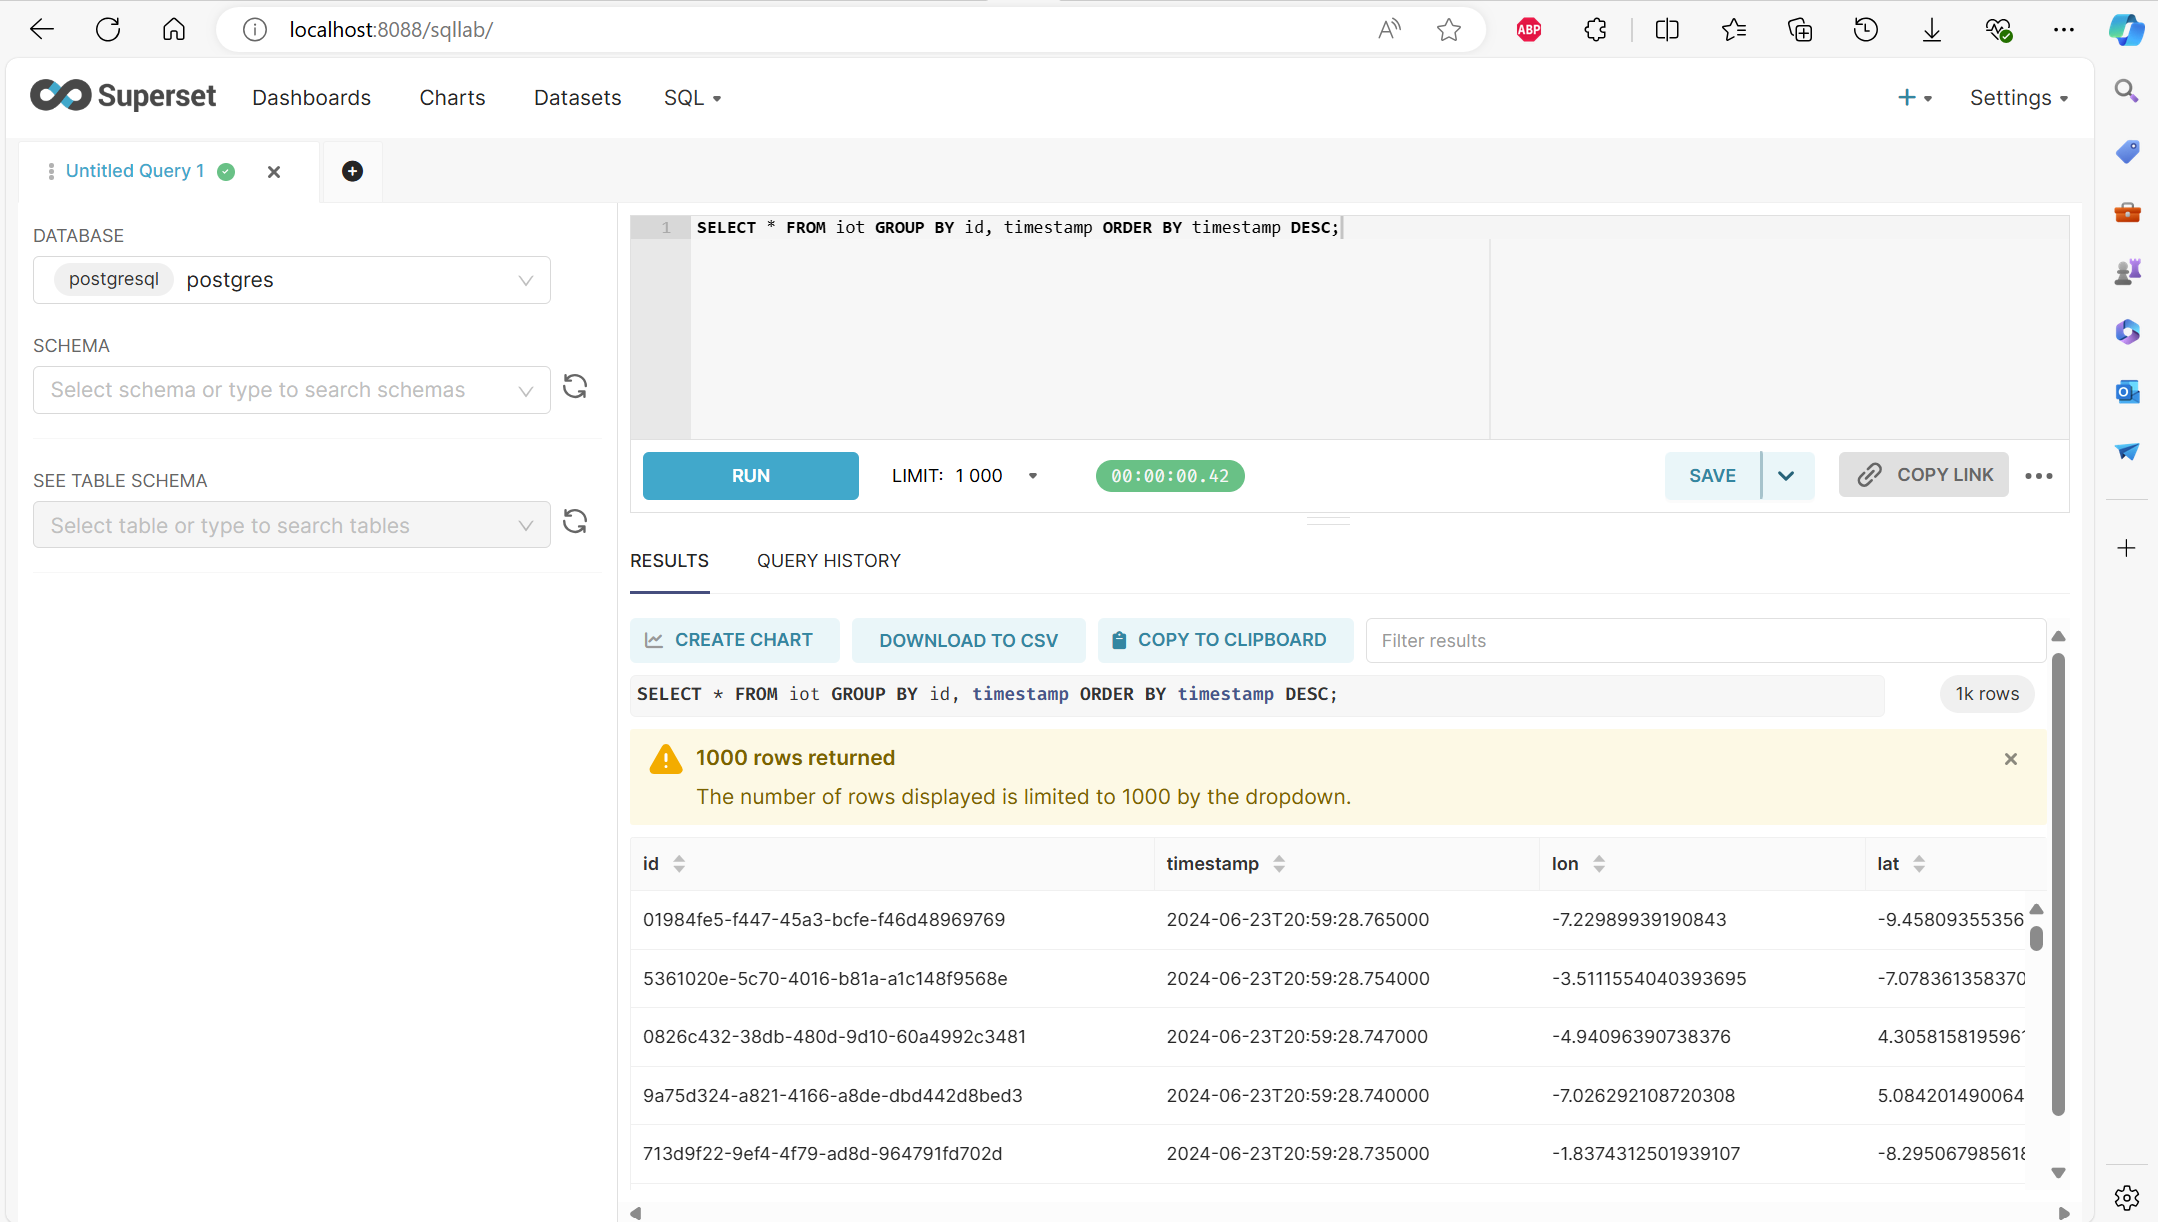 localhost:8088/sqllab/
A
ABP
Superset
Dashboards
Charts
Datasets
SQL
Settings
Untitled Query 1
DATABASE
postgresql postgres
SCHEMA
Select schema or type to search schemas
SEE TABLE SCHEMA
Select table or type to search tables
1 SELECT * FROM iot GROUP BY id, timestamp ORDER BY timestamp DESC;
RUN
LIMIT: 1 000
00:00:00.42
SAVE
COPY LINK
RESULTS
QUERY HISTORY
CREATE CHART
DOWNLOAD TO CSV
COPY TO CLIPBOARD
Filter results
SELECT * FROM iot GROUP BY id, timestamp ORDER BY timestamp DESC;
1k rows
1000 rows returned
The number of rows displayed is limited to 1000 by the dropdown.
id timestamp lon lat
01984fe5-f447-45a3-bcfe-f46d48969769 2024-06-23T20:59:28.765000 -7.22989939190843 -9.45809355356
5361020e-5c70-4016-b81a-a1c148f9568e 2024-06-23T20:59:28.754000 -3.5111554040393695 -7.078361358370
0826c432-38db-480d-9d10-60a4992c3481 2024-06-23T20:59:28.747000 -4.94096390738376 4.3058158195961
9a75d324-a821-4166-a8de-dbd442d8bed3 2024-06-23T20:59:28.740000 -7.026292108720308 5.084201490064
713d9f22-9ef4-4f79-ad8d-964791fd702d 2024-06-23T20:59:28.735000 -1.8374312501939107 -8.295067985618